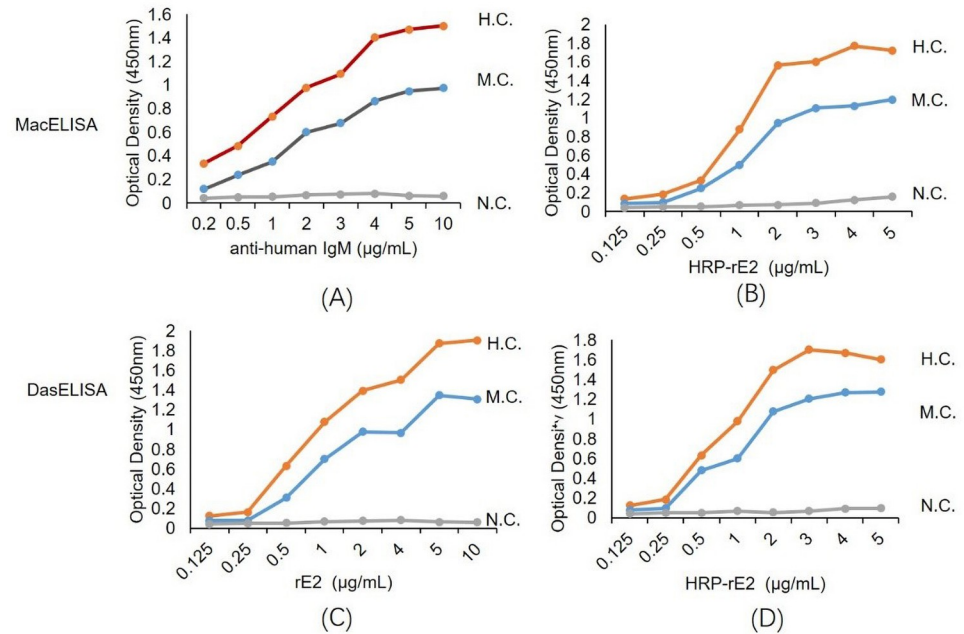 MacELISA
Optical Density (450nm)
1.6
1.4
1.2
1
0.8
0.6
0.4
0.2
0
0.2 0.5 1 2 3 4 5 10
anti-human IgM (μg/mL)
H.C.
M.C.
N.C.
(A)
Optical Density (450nm)
2
1.8
1.6
1.4
1.2
1
0.8
0.6
0.4
0.2
0
0.125 0.25 0.5 1 2 3 4 5
HRP-rE2 (μg/mL)
H.C.
M.C.
N.C.
(B)
DasELISA
Optical Density (450nm)
2
1.8
1.6
1.4
1.2
1
0.8
0.6
0.4
0.2
0
0.125 0.25 0.5 1 2 4 5 10
rE2 (μg/mL)
H.C.
M.C.
N.C.
(C)
Optical (450nm)
1.8
1.6
1.4
1.2
1
0.8
0.6
0.4
0.2
0
0.125 0.25 0.5 1 2 3 4 5
HRP-rE2 (μg/mL)
H.C.
M.C.
N.C.
(D)